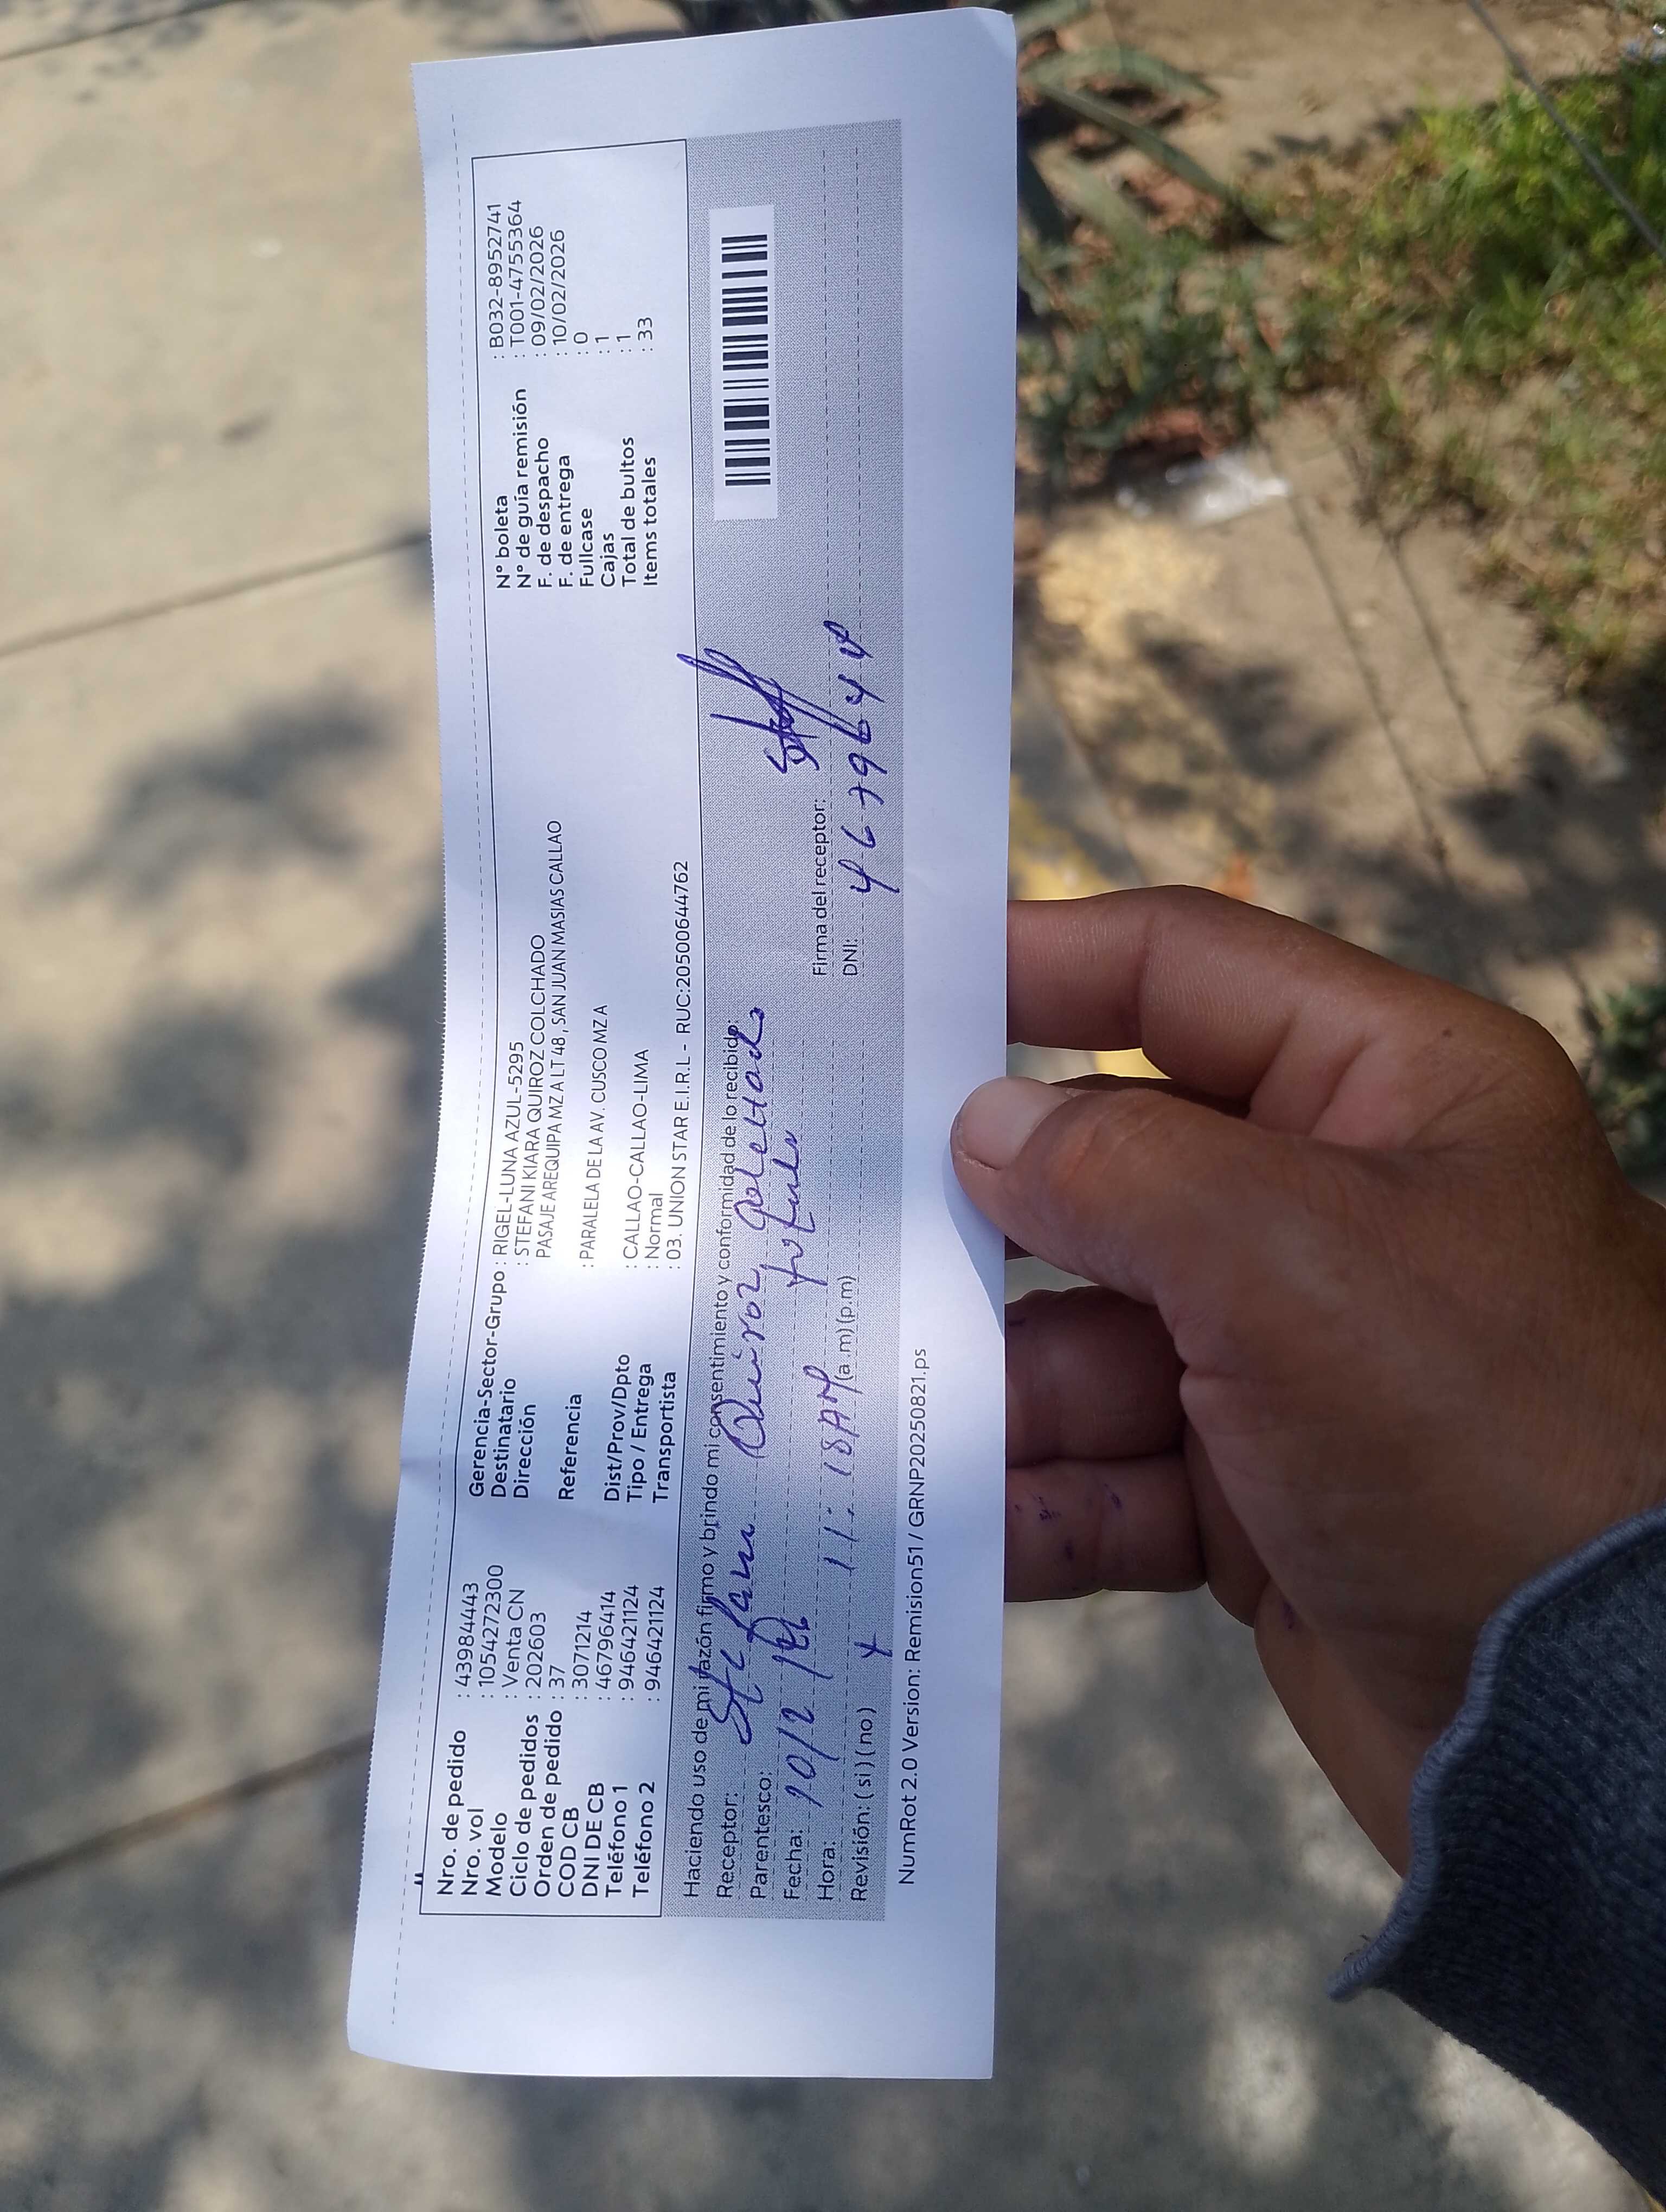 Nro. de pedido : 439844443
Nro. vol : 1054272300
Modelo : Venta CN
Ciclo de pedidos : 202603
Orden de pedido : 37
COD CB : 3071214
DNI DE CB : 46796414
Teléfono 1 : 946421124
Teléfono 2 : 946421124
Gerencia-Sector-Grupo : RIGEL-LUNA AZUL-5295
Destinatario : STEFANI KIARA QUIROZ COLCHADO
Dirección PASAJE AREQUIPA MZ A LT 48 , SAN JUAN MASIAS CALLAO
Referencia : PARALELA DE LA AV. CUSCO MZ A
Dist/Prov/Dpto : CALLAO-CALLAO-LIMA
Tipo / Entrega : Normal
Transportista : 03. UNION STAR E.I.R.L - RUC:20500644762
N° boleta : B032-8952741
N° de guía remisión : T001-4755364
F. de despacho : 09/02/2026
F. de entrega : 10/02/2026
Fullcase : 0
Cajas : 1
Total de bultos : 1
Items totales : 33
Haciendo uso de mi razón firmo y brindo mi consentimiento y conformidad de lo recibido:
Receptor: Stefani Quiroz Colchado
Parentesco: titular
Fecha: 10/2/
Hora: 11:18AM (a .m) (p.m)
Revisión: ( si ) ( no )
Firma del receptor:
DNI: 46796414
NumRot 2.0 Version: Remision51 / GRNP20250821.ps